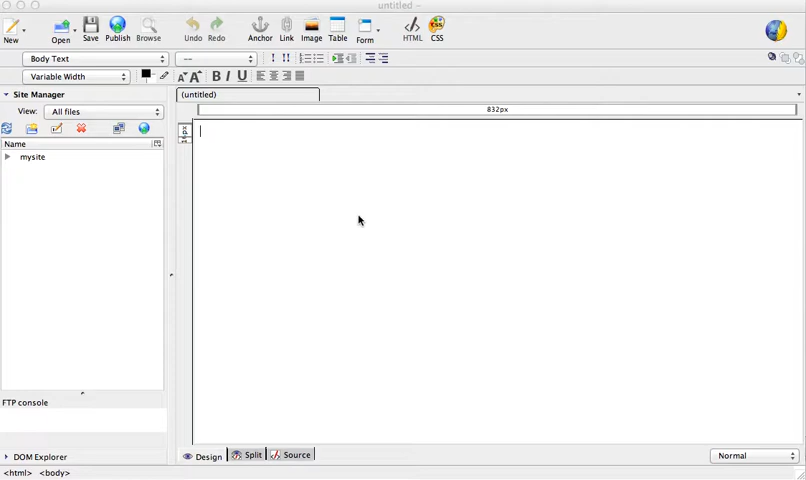 untitled –
New
Open
Save
Publish
Browse
Undo
Redo
Anchor
Link
Image
Table
Form
HTML
CSS
Body Text
--
! !!
Variable Width
A A B I U
Site Manager
View: All files
Name
mysite
FTP console
DOM Explorer
(untitled)
832px
Design
Split
Source
Normal
<html> <body>